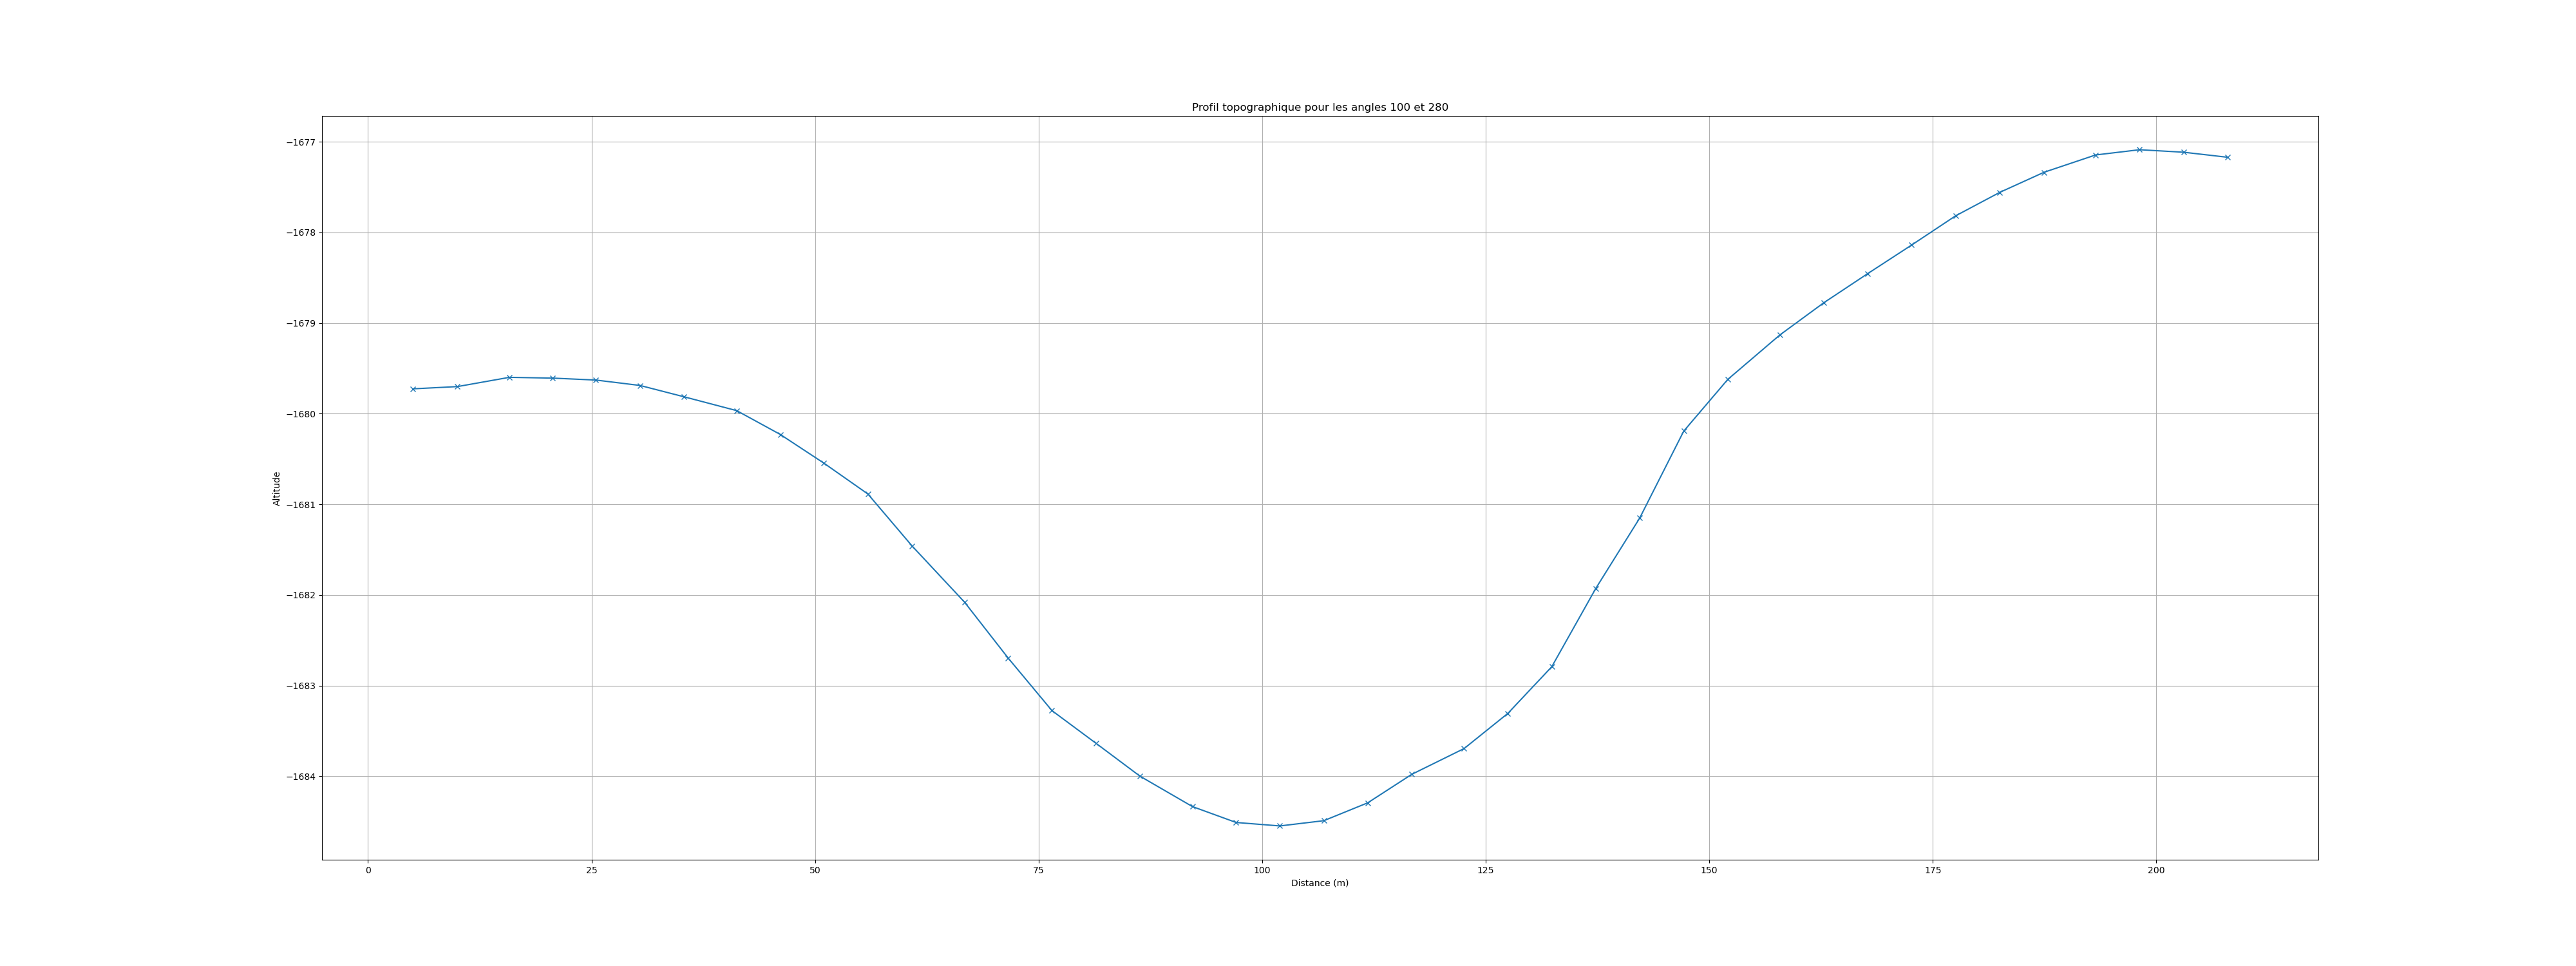 Profil topographique pour les angles 100 et 280
−1677
−1678
−1679
−1680
−1681
−1682
−1683
−1684
Altitude
0 25 50 75 100 125 150 175 200
Distance (m)